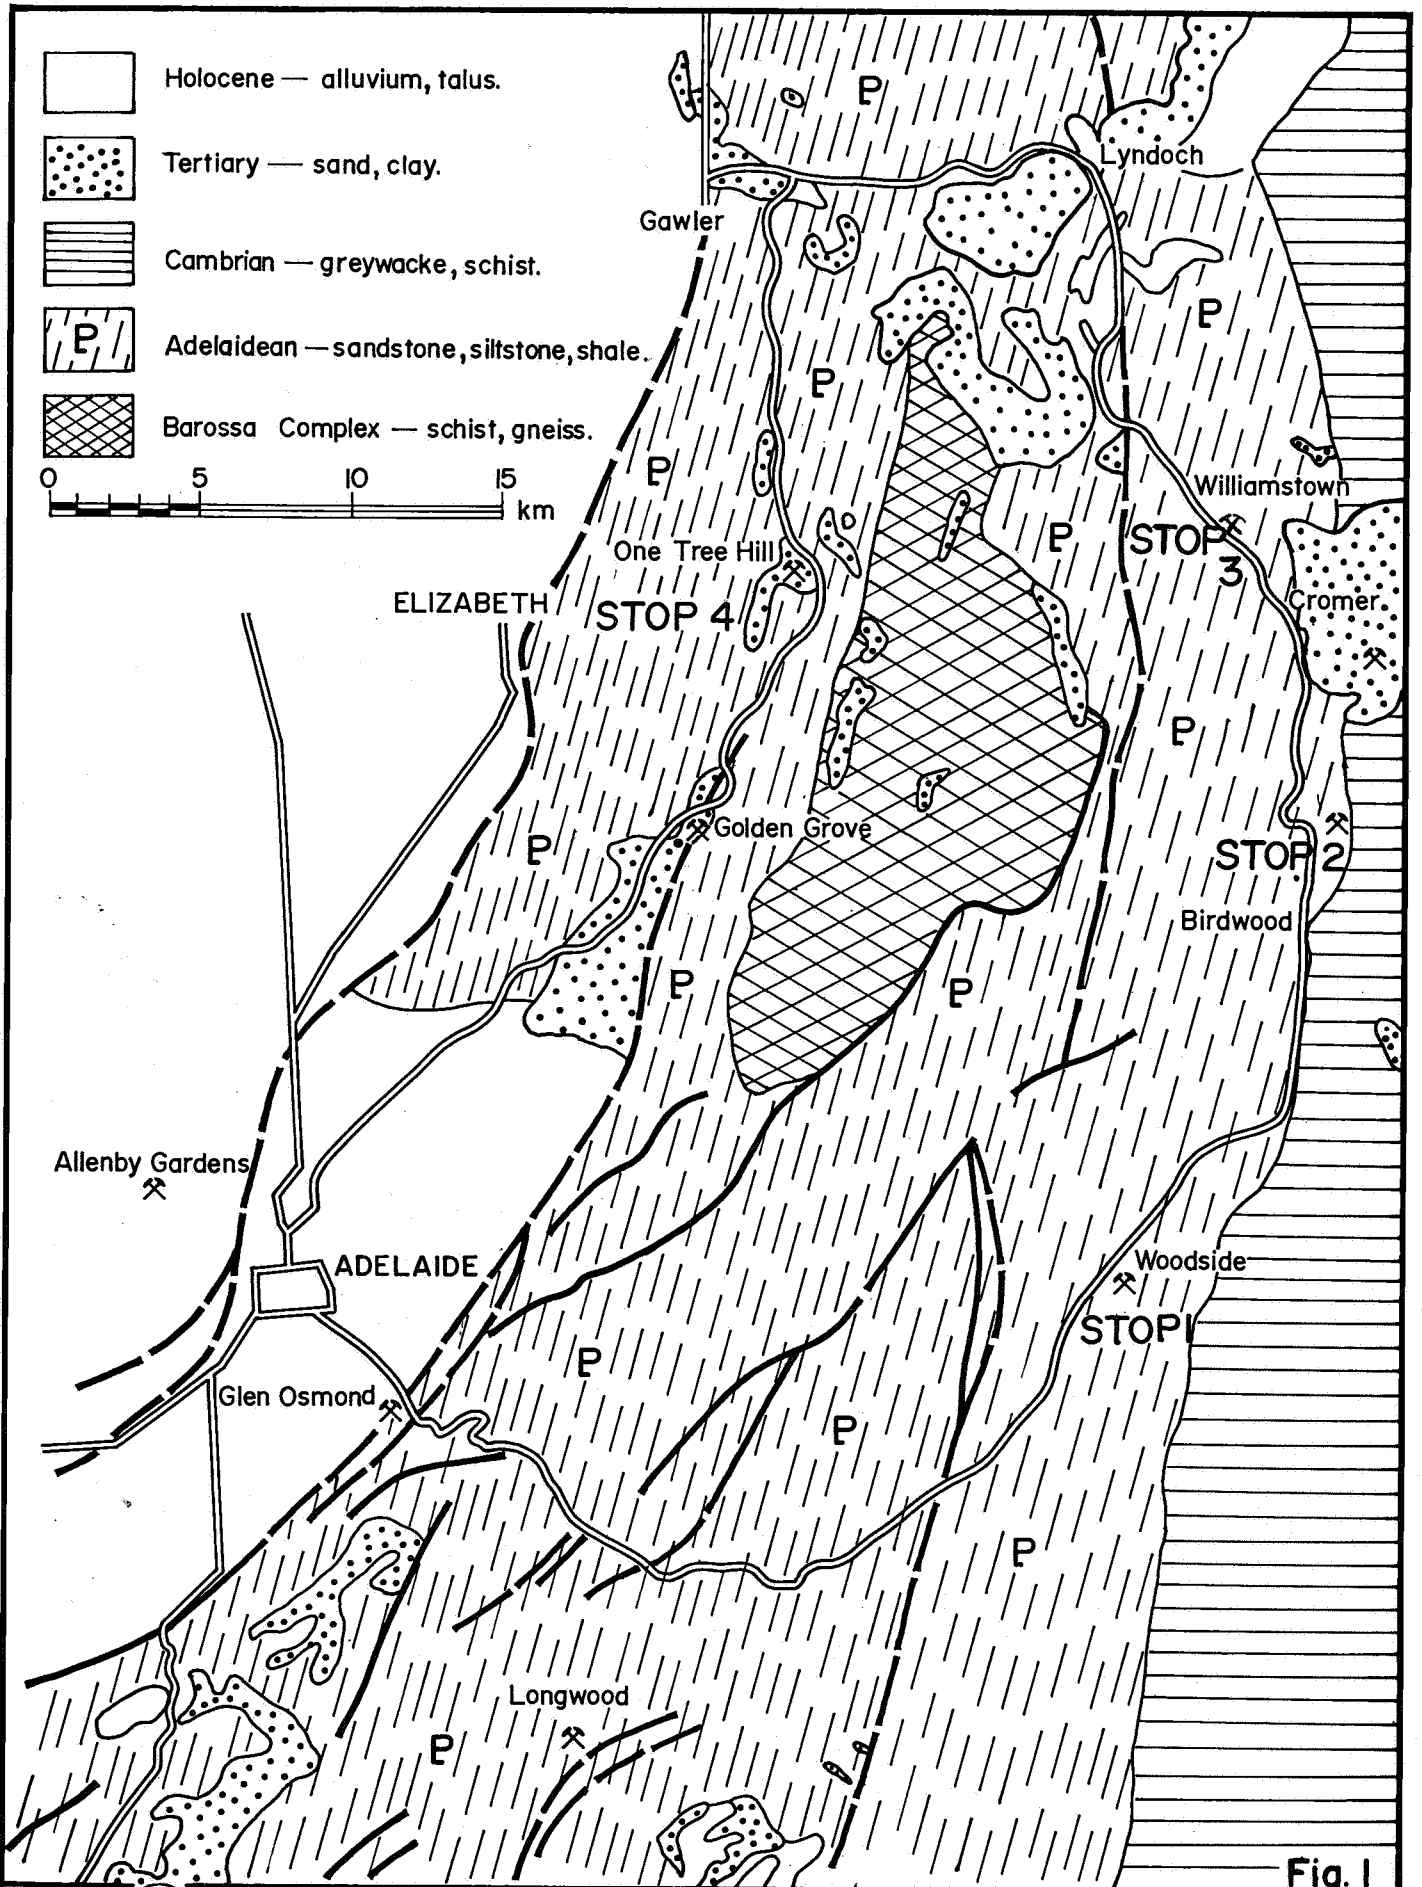 Holocene — alluvium, talus.
Tertiary — sand, clay.
Cambrian — greywacke, schist.
P
Adelaidean — sandstone, siltstone, shale.
Barossa Complex — schist, gneiss.
0 5 10 15
km
P
Lyndoch
Gawler
P
P
P
Williamstown
One Tree Hill
P
STOP 3
ELIZABETH
STOP 4
Cromer
P
Golden Grove
P
STOP 2
Birdwood
P
P
Allenby Gardens
ADELAIDE
Woodside
STOP 1
P
Glen Osmond
P
P
Longwood
P
Fig. 1